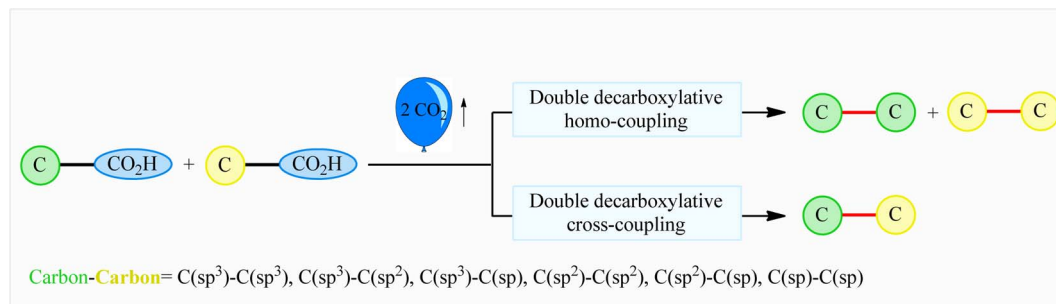 2 CO₂ ↑
Double decarboxylative
homo-coupling
C C + C C
C CO₂H + C CO₂H
Double decarboxylative
cross-coupling
C C
Carbon-Carbon= C(sp³)-C(sp³), C(sp³)-C(sp²), C(sp³)-C(sp), C(sp²)-C(sp²), C(sp²)-C(sp), C(sp)-C(sp)